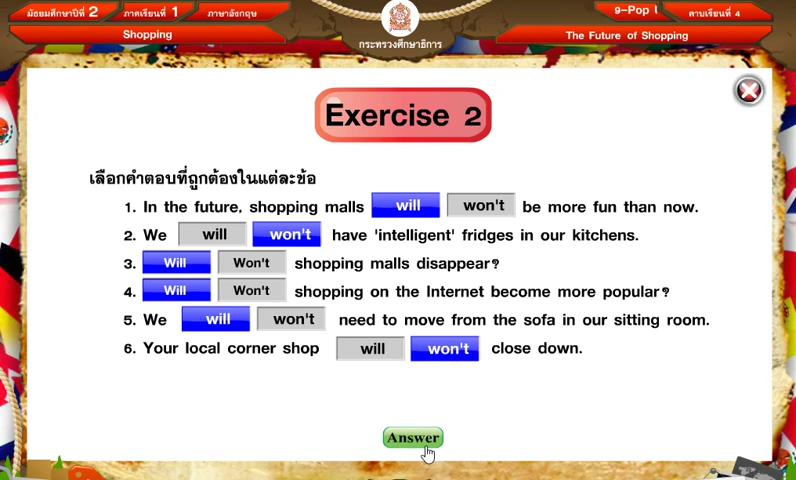 มัธยมศึกษาปีที่ 2 ภาคเรียนที่ 1 ภาษาอังกฤษ
9-Pop คาบเรียนที่ 4
Shopping
กระทรวงศึกษาธิการ
The Future of Shopping
Exercise 2
เลือกคำตอบที่ถูกต้องในแต่ละข้อ
1. In the future, shopping malls will won't be more fun than now.
2. We will won't have 'intelligent' fridges in our kitchens.
3. Will Won't shopping malls disappear?
4. Will Won't shopping on the Internet become more popular?
5. We will won't need to move from the sofa in our sitting room.
6. Your local corner shop will won't close down.
Answer